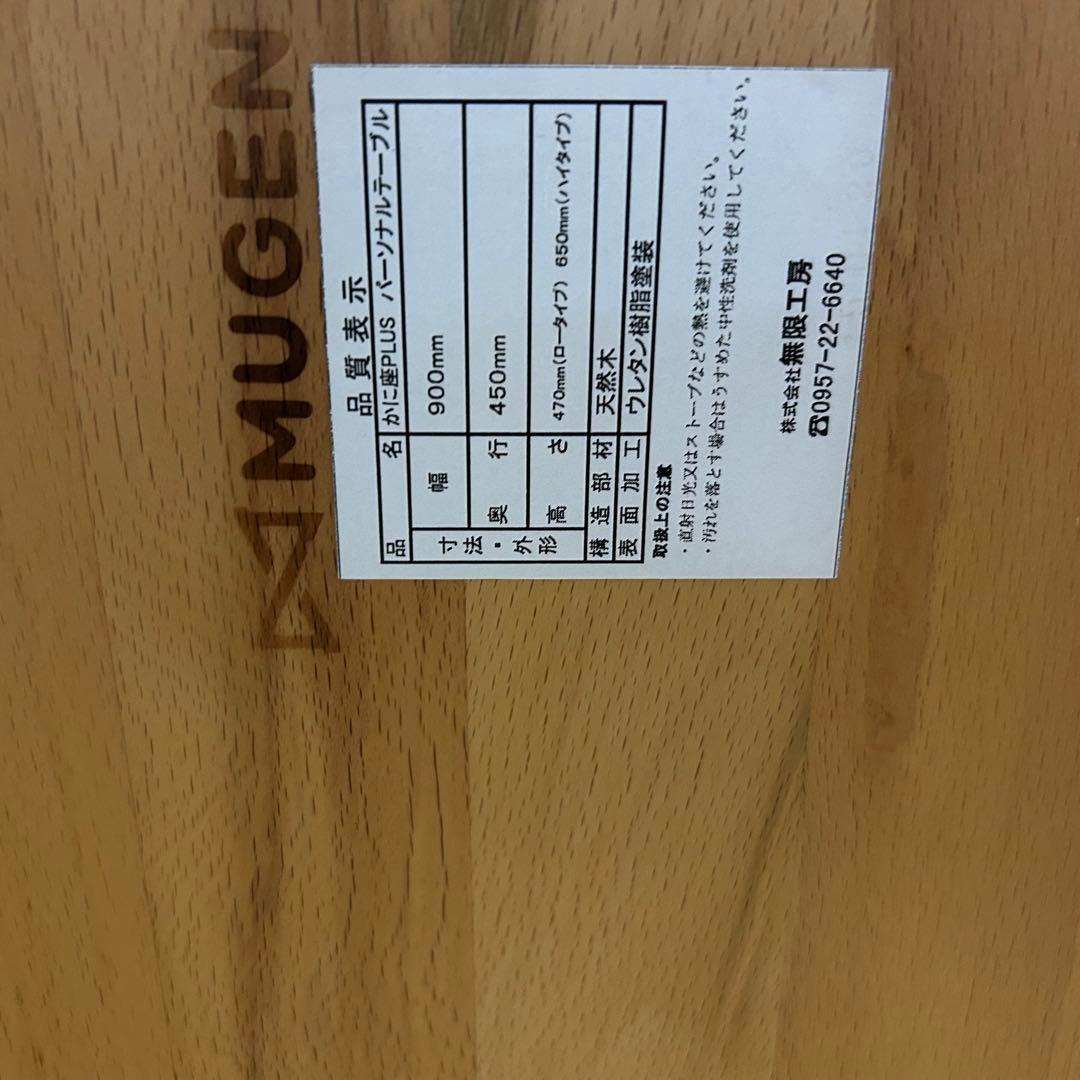 MUGEN
品質表示
品名 かに座PLUS パーソナルテーブル
寸法・外形 幅 900mm
奥行 450mm
高さ 470mm(ロータイプ) 650mm(ハイタイプ)
構造部材 天然木
表面加工 ウレタン樹脂塗装
取扱上の注意
・直射日光又はストーブなどの熱を避けてください。
・汚れを落とす場合はうすめた中性洗剤を使用してください。
株式会社無限工房
☎0957-22-6640